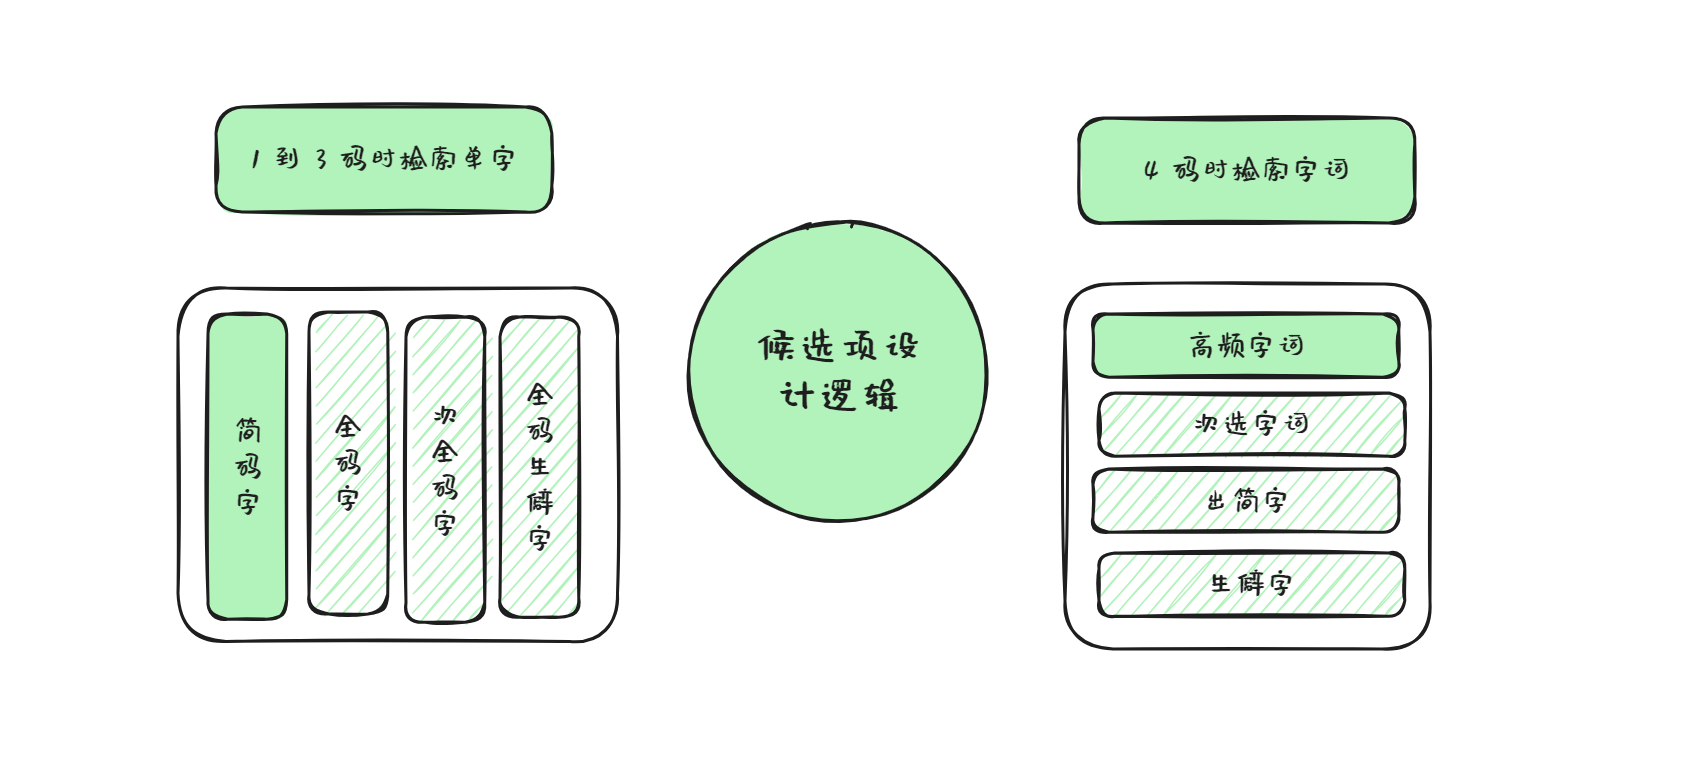 1 到 3 码时检索单字
简码字
全码字
次全码字
全码生僻字
候选项设
计逻辑
4 码时检索字词
高频字词
次选字词
出简字
生僻字